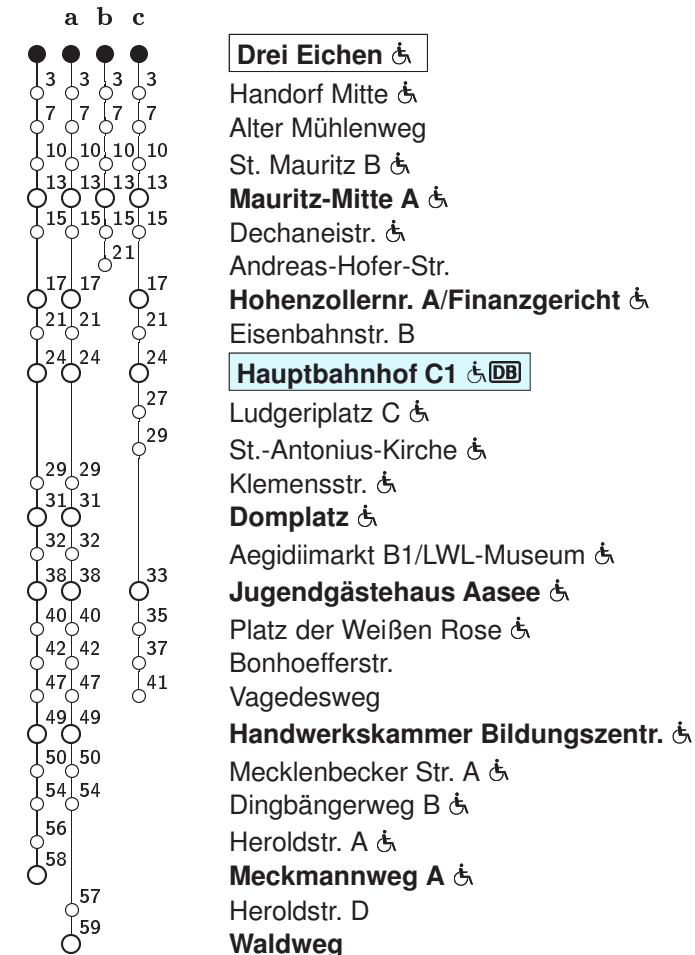 a b c
Drei Eichen
3 3 3 3 Handorf Mitte
7 7 7 7 Alter Mühlenweg
10 10 10 10 St. Mauritz B
13 13 13 13 Mauritz-Mitte A
15 15 15 15 Dechaneistr.
21 Andreas-Hofer-Str.
17 17 17 Hohenzollernr. A/Finanzgericht
21 21 21 Eisenbahnstr. B
24 24 24 Hauptbahnhof C1 DB
27 Ludgeriplatz C
29 St.-Antonius-Kirche
29 29 Klemensstr.
31 31 Domplatz
32 32 Aegidiimarkt B1/LWL-Museum
38 38 33 Jugendgästehaus Aasee
40 40 35 Platz der Weißen Rose
42 42 37 Bonhoefferstr.
47 47 41 Vagedesweg
49 49 Handwerkskammer Bildungszentr.
50 50 Mecklenbecker Str. A
54 54 Dingbängerweg B
56 Heroldstr. A
58 Meckmannweg A
57 Heroldstr. D
59 Waldweg